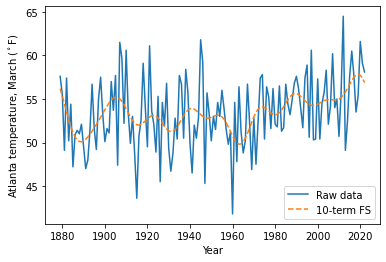 65
60
55
50
45
Atlanta temperature, March (°F)
1880 1900 1920 1940 1960 1980 2000 2020
Year
Raw data
10-term FS